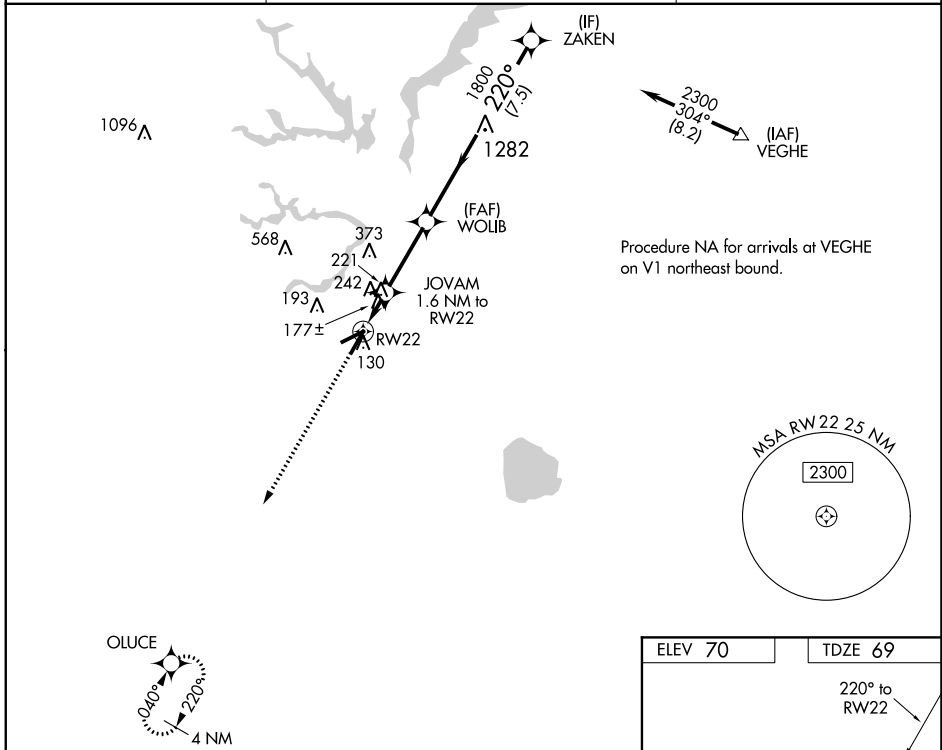 (IF)
ZAKEN
1800
220°
(7.5)
1282
2300
304°
(8.2)
(IAF)
VEGHE
1096
(FAF)
WOLIB
Procedure NA for arrivals at VEGHE
on V1 northeast bound.
568
373
221
242
193
177±
JOVAM
1.6 NM to
RW22
RW22
130
MSA RW 22 25 NM
2300
OLUCE
040°
220°
4 NM
ELEV 70
TDZE 69
220° to
RW22